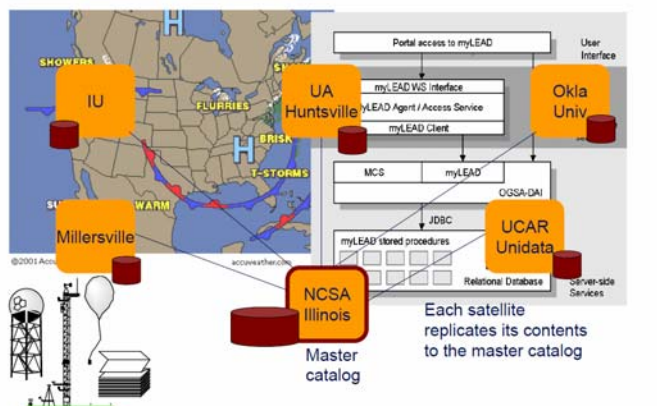 H
Portal access to myLEAD
User
Interface
SHOWERS
IU
UA
Huntsville
Okla
Univ
myLEAD WS Interface
MyLEAD Agent / Access Service
myLEAD Client
FLURRIES
H
BRISK
T-STORMS
MCS
myLEAD
OGSA-DAI
JDBC
WARM
Millersville
UCAR
Unidata
myLEAD stored procedures
Relational Database
Server-side
Services
©2001
accuweather.com
NCSA
Illinois
Master
catalog
Each satellite
replicates its contents
to the master catalog